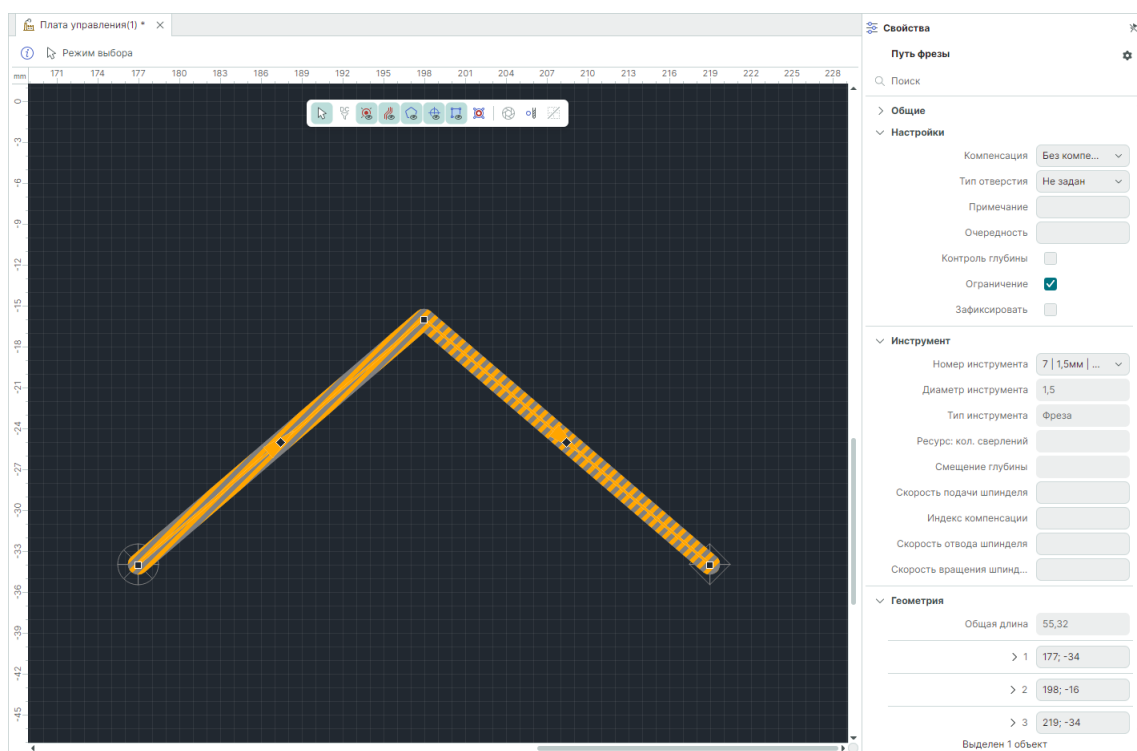 Плата управления(1) *
Режим выбора
mm 171 174 177 180 183 186 189 192 195 198 201 204 207 210 213 216 219 222 225 228
0
-3
-6
-9
-12
-15
-18
-21
-24
-27
-30
-33
-36
-39
-42
-45
Свойства
Путь фрезы
Поиск
Общие
Настройки
Компенсация Без компе...
Тип отверстия Не задан
Примечание
Очередность
Контроль глубины
Ограничение
Зафиксировать
Инструмент
Номер инструмента 7 | 1,5мм | ...
Диаметр инструмента 1,5
Тип инструмента Фреза
Ресурс: кол. сверлений
Смещение глубины
Скорость подачи шпинделя
Индекс компенсации
Скорость отвода шпинделя
Скорость вращения шпинд...
Геометрия
Общая длина 55,32
1 177; -34
2 198; -16
3 219; -34
Выделен 1 объект